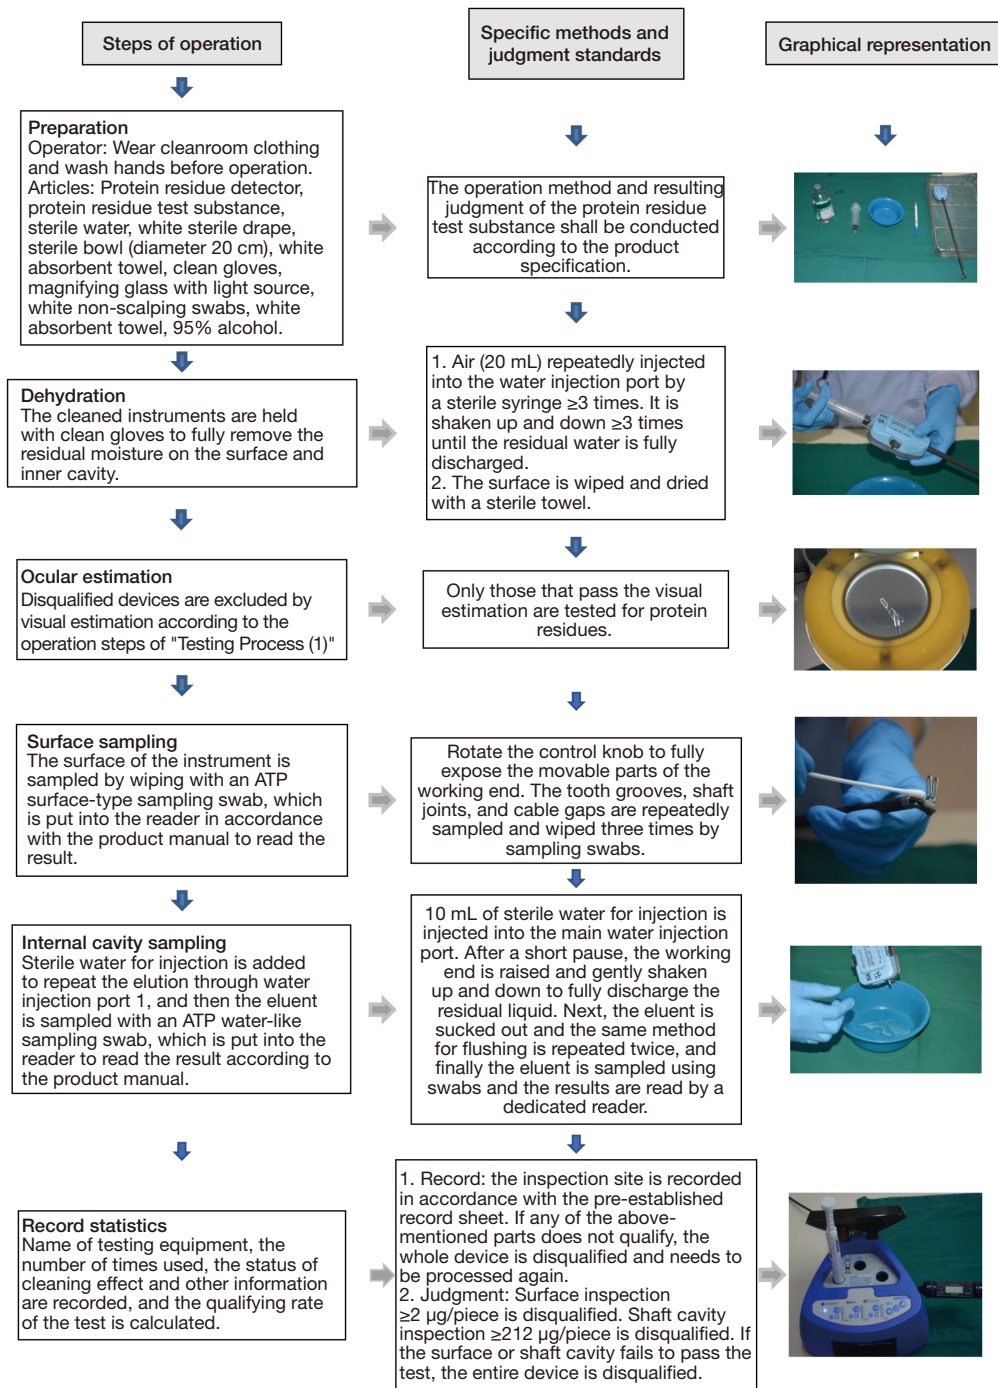 Steps of operation
Specific methods and
judgment standards
Graphical representation
Preparation
Operator: Wear cleanroom clothing
and wash hands before operation.
Articles: Protein residue detector,
protein residue test substance,
sterile water, white sterile drape,
sterile bowl (diameter 20 cm), white
absorbent towel, clean gloves,
magnifying glass with light source,
white non-scalping swabs, white
absorbent towel, 95% alcohol.
The operation method and resulting
judgment of the protein residue
test substance shall be conducted
according to the product
specification.
Dehydration
The cleaned instruments are held
with clean gloves to fully remove the
residual moisture on the surface and
inner cavity.
1. Air (20 mL) repeatedly injected
into the water injection port by
a sterile syringe ≥3 times. It is
shaken up and down ≥3 times
until the residual water is fully
discharged.
2. The surface is wiped and dried
with a sterile towel.
Ocular estimation
Disqualified devices are excluded by
visual estimation according to the
operation steps of "Testing Process (1)"
Only those that pass the visual
estimation are tested for protein
residues.
Surface sampling
The surface of the instrument is
sampled by wiping with an ATP
surface-type sampling swab, which
is put into the reader in accordance
with the product manual to read the
result.
Rotate the control knob to fully
expose the movable parts of the
working end. The tooth grooves, shaft
joints, and cable gaps are repeatedly
sampled and wiped three times by
sampling swabs.
Internal cavity sampling
Sterile water for injection is added
to repeat the elution through water
injection port 1, and then the eluent
is sampled with an ATP water-like
sampling swab, which is put into the
reader to read the result according to
the product manual.
10 mL of sterile water for injection is
injected into the main water injection
port. After a short pause, the working
end is raised and gently shaken
up and down to fully discharge the
residual liquid. Next, the eluent is
sucked out and the same method
for flushing is repeated twice, and
finally the eluent is sampled using
swabs and the results are read by a
dedicated reader.
Record statistics
Name of testing equipment, the
number of times used, the status of
cleaning effect and other information
are recorded, and the qualifying rate
of the test is calculated.
1. Record: the inspection site is recorded
in accordance with the pre-established
record sheet. If any of the above-
mentioned parts does not qualify, the
whole device is disqualified and needs to
be processed again.
2. Judgment: Surface inspection
≥2 µg/piece is disqualified. Shaft cavity
inspection ≥212 µg/piece is disqualified. If
the surface or shaft cavity fails to pass the
test, the entire device is disqualified.